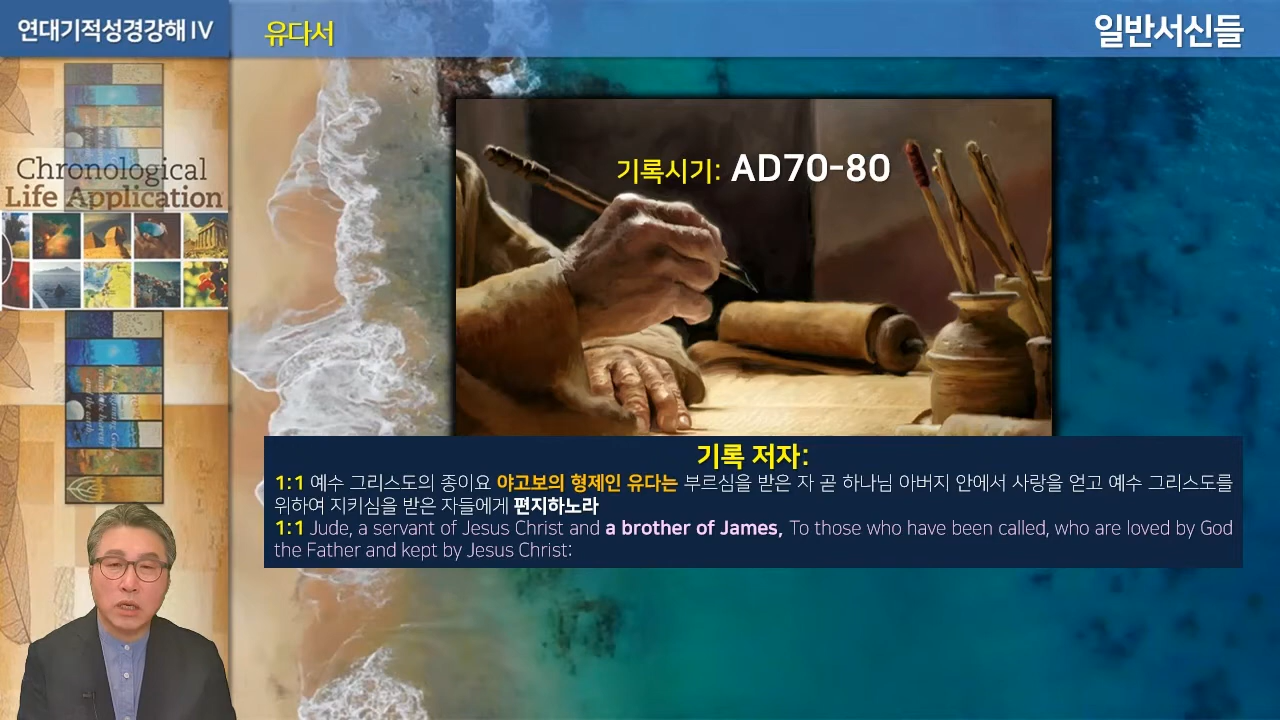 연대기적성경강해 IV
유다서
일반서신들
Chronological
Life Application
기록시기: AD70-80
기록 저자:
1:1 예수 그리스도의 종이요 야고보의 형제인 유다는 부르심을 받은 자 곧 하나님 아버지 안에서 사랑을 얻고 예수 그리스도를
위하여 지키심을 받은 자들에게 편지하노라
1:1 Jude, a servant of Jesus Christ and a brother of James, To those who have been called, who are loved by God
the Father and kept by Jesus Christ: